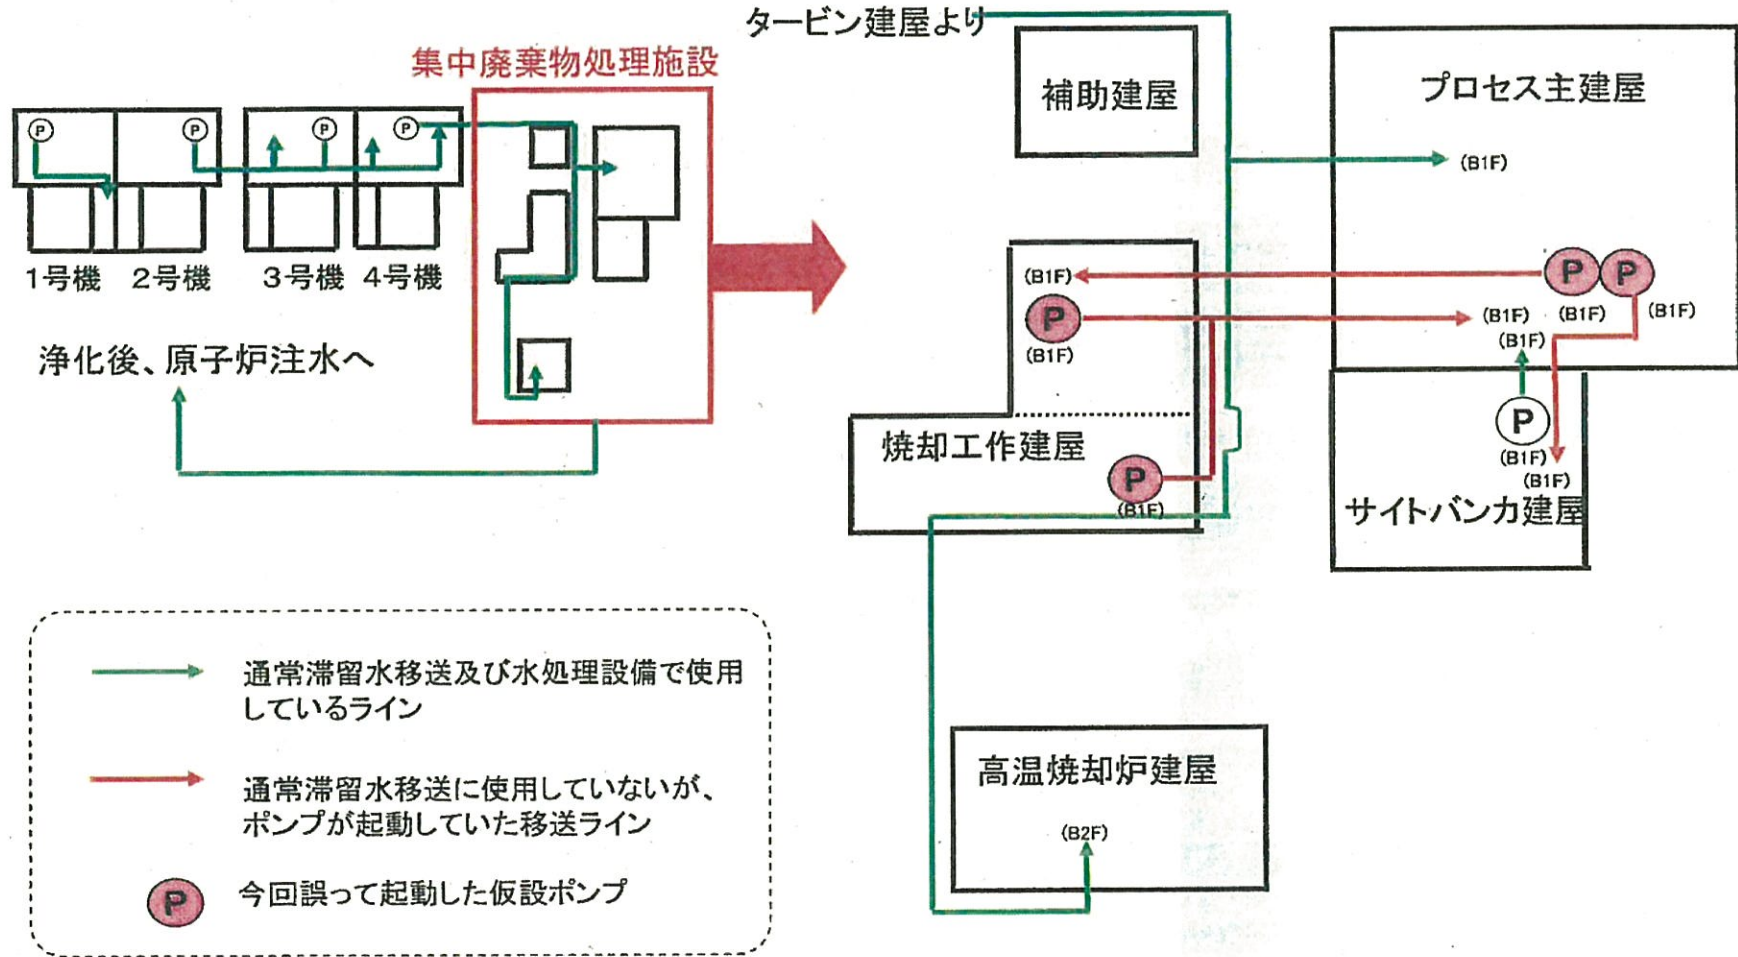 タービン建屋より
集中廃棄物処理施設
P
P
P
P
1号機
2号機
3号機
4号機
浄化後、原子炉注水へ
補助建屋
プロセス主建屋
(B1F)
(B1F)
P
P
(B1F)
(B1F)
P
(B1F)
(B1F)
(B1F)
P
(B1F)
(B1F)
サイトバンカ建屋
焼却工作建屋
P
(B1F)
高温焼却炉建屋
(B2F)
通常滞留水移送及び水処理設備で使用
しているライン
通常滞留水移送に使用していないが、
ポンプが起動していた移送ライン
P
今回誤って起動した仮設ポンプ